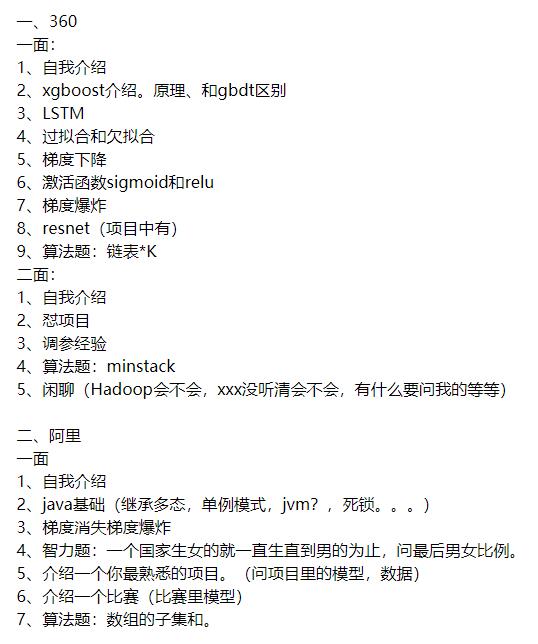 一、360
一面：
1、自我介绍
2、xgboost介绍。原理、和gbdt区别
3、LSTM
4、过拟合和欠拟合
5、梯度下降
6、激活函数sigmoid和relu
7、梯度爆炸
8、resnet（项目中有）
9、算法题：链表*K
二面：
1、自我介绍
2、怼项目
3、调参经验
4、算法题：minstack
5、闲聊（Hadoop会不会，xxx没听清会不会，有什么要问我的等等）
二、阿里
一面
1、自我介绍
2、java基础（继承多态，单例模式，jvm？，死锁。。。）
3、梯度消失梯度爆炸
4、智力题：一个国家生女的就一直生直到男的为止，问最后男女比例。
5、介绍一个你最熟悉的项目。（问项目里的模型，数据）
6、介绍一个比赛（比赛里模型）
7、算法题：数组的子集和。